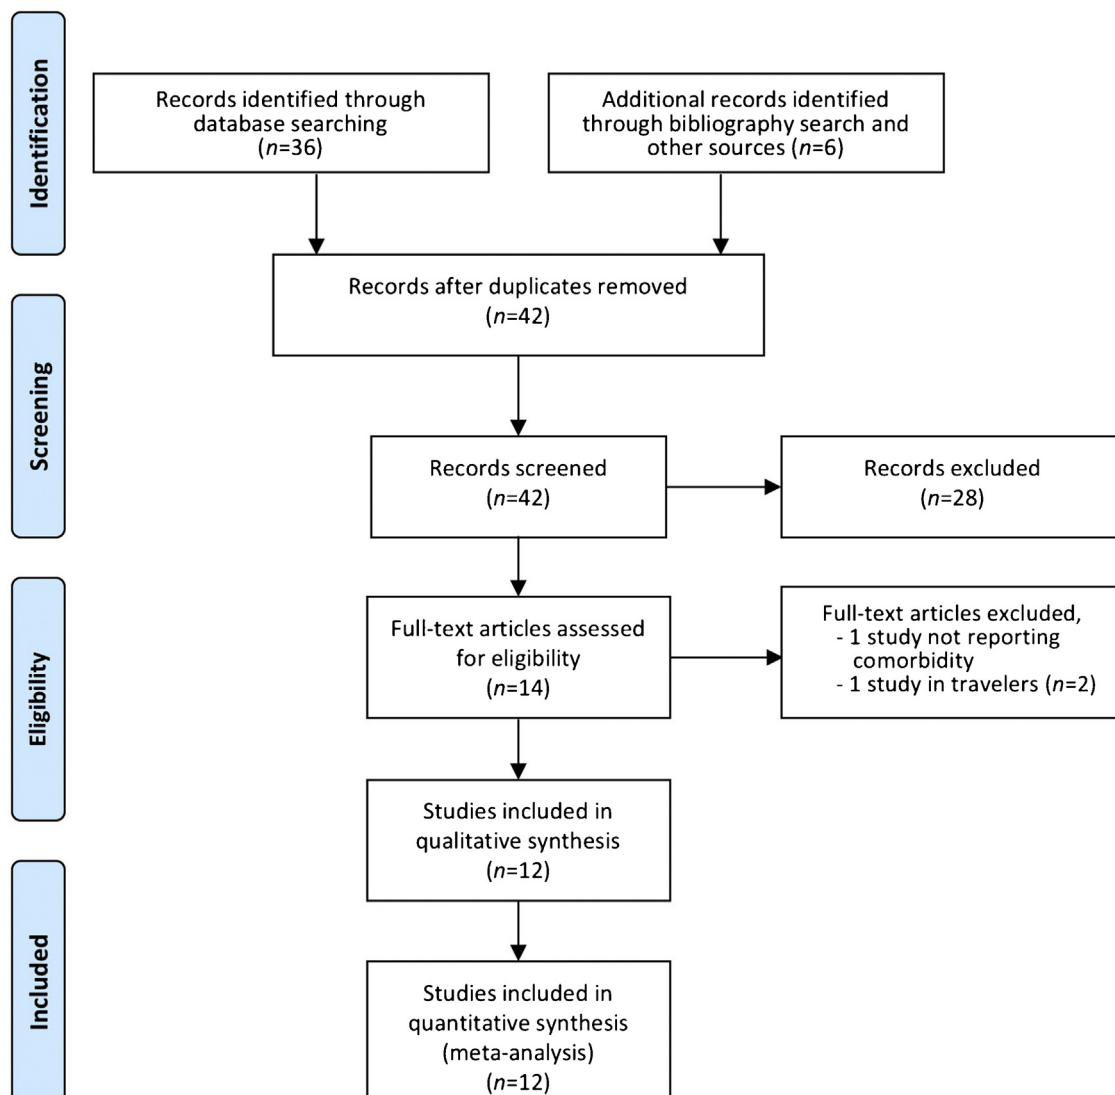 Identification
Records identified through
database searching
(n=36)
Additional records identified
through bibliography search and
other sources (n=6)
Records after duplicates removed
(n=42)
Screening
Records screened
(n=42)
Records excluded
(n=28)
Eligibility
Full-text articles assessed
for eligibility
(n=14)
Full-text articles excluded,
- 1 study not reporting
comorbidity
- 1 study in travelers (n=2)
Studies included in
qualitative synthesis
(n=12)
Included
Studies included in
quantitative synthesis
(meta-analysis)
(n=12)